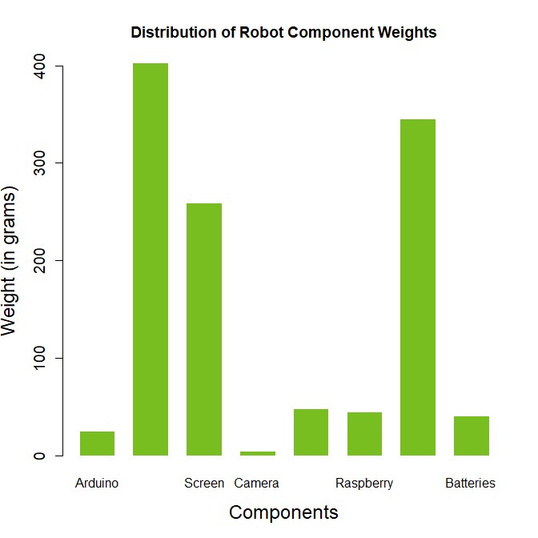 Distribution of Robot Component Weights
Weight (in grams)
400
300
200
100
0
Arduino Screen Camera Raspberry Batteries
Components